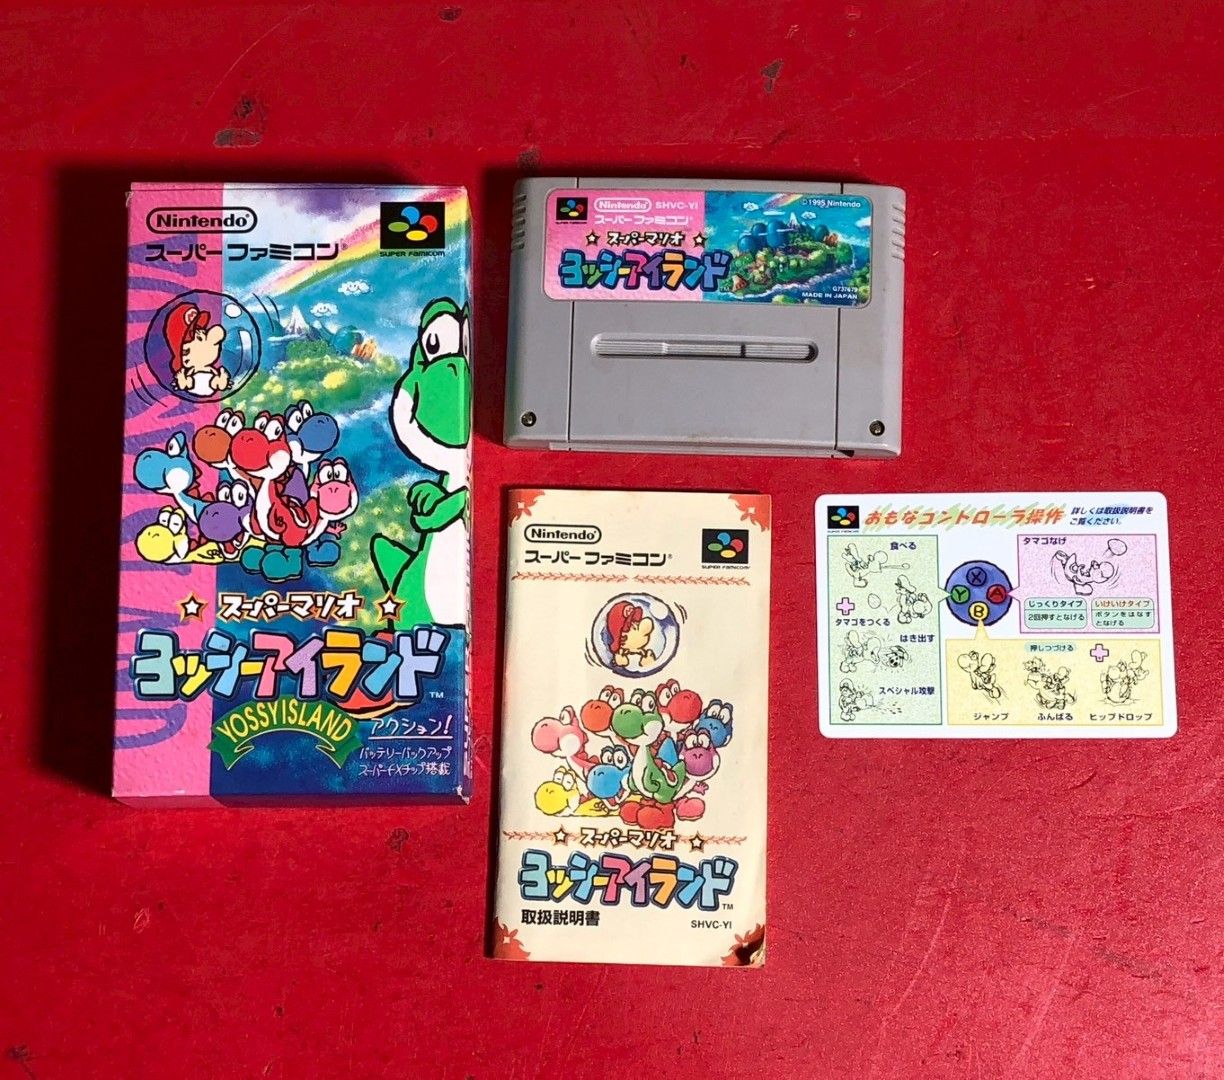 Nintendo
スーパーファミコン®
SUPER FAMICOM
スーパーマリオ
ヨッシーアイランド™
YOSSY ISLAND
アクション!
バッテリーバックアップ
スーパーFXチップ搭載
Nintendo SHVC-YI
スーパーファミコン®
SUPER FAMICOM
©1995 Nintendo
スーパーマリオ
ヨッシーアイランド
MADE IN JAPAN
Nintendo
スーパーファミコン®
SUPER FAMICOM
スーパーマリオ
ヨッシーアイランド™
取扱説明書
SHVC-YI
おもなコントローラ操作
詳しくは取扱説明書を
ご覧ください。
食べる
タマゴをつくる
はき出す
スペシャル攻撃
X
Y
A
B
タマゴなげ
じっくりタイプ
2回押すとなげる
いけいけタイプ
ボタンをはなす
となげる
押しつづける
ジャンプ
ふんばる
ヒップドロップ